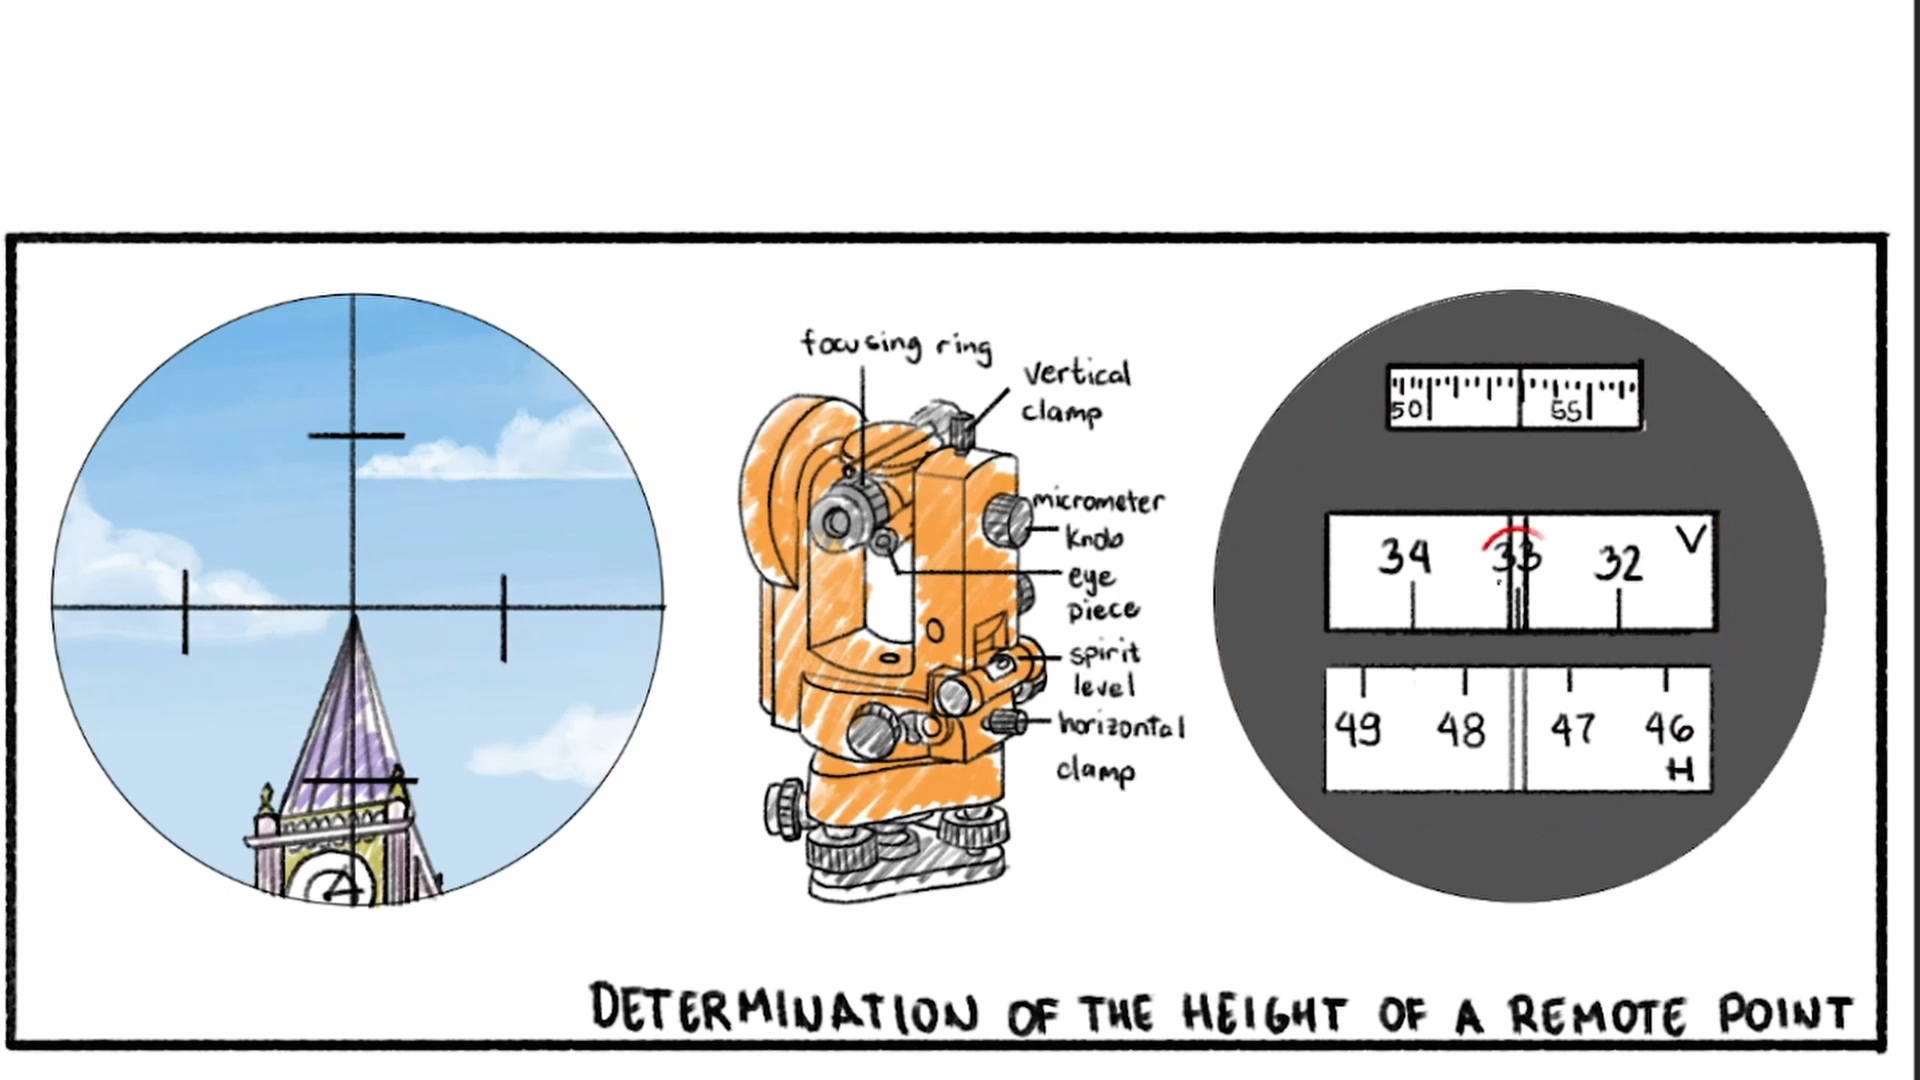 focusing ring
vertical
clamp
micrometer
knob
eye
piece
spirit
level
horizontal
clamp
50 55
34 33 32 V
49 48 47 46
H
DETERMINATION OF THE HEIGHT OF A REMOTE POINT